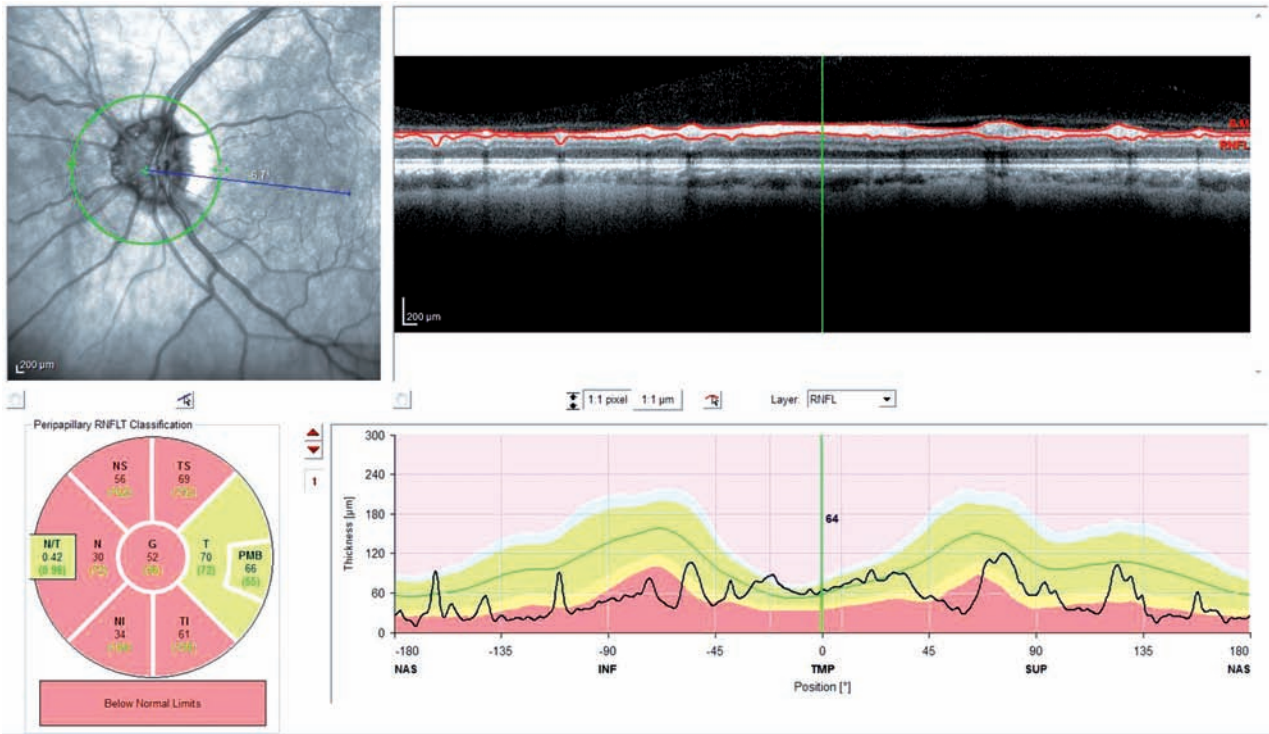 6.7°
200 µm
ILM
RNFL
200 µm
1:1 pixel
1:1 µm
Layer:
RNFL
Peripapillary RNFLT Classification
NS
56
TS
69
N/T
0.42
(0.98)
N
30
G
52
T
70
(72)
PMB
66
(55)
NI
34
TI
61
Below Normal Limits
1
Thickness [µm]
300
240
180
120
60
0
64
-180
-135
-90
-45
0
45
90
135
180
NAS
INF
TMP
SUP
NAS
Position [°]